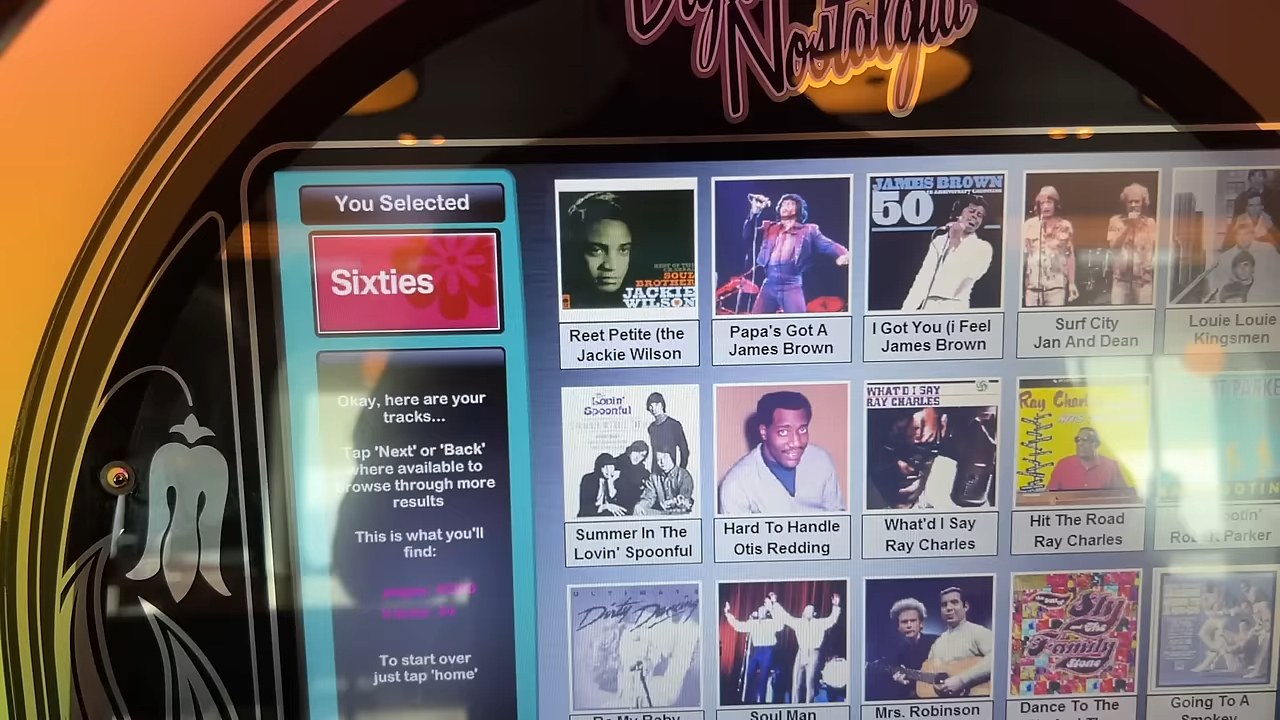 Nostalgia
You Selected
Sixties
Okay, here are your
tracks...
Tap 'Next' or 'Back'
where available to
browse through more
results
This is what you'll
find:
To start over
just tap 'home'
SOUL
BROTHER
JACKIE
WILSON
Reet Petite (the
Jackie Wilson
Papa's Got A
James Brown
JAMES BROWN
50
I Got You (i Feel
James Brown
Surf City
Jan And Dean
Louie Louie
Kingsmen
Lovin'
Spoonful
Summer In The
Lovin' Spoonful
Hard To Handle
Otis Redding
WHAT'D I SAY
RAY CHARLES
What'd I Say
Ray Charles
Ray Charles
Hit The Road
Ray Charles
Robert Parker
ULTIMATE
Dirty Dancing
Be My Baby
Soul Man
Mrs. Robinson
Sly
The
Family
Stone
Dance To The
Going To A
Smokey